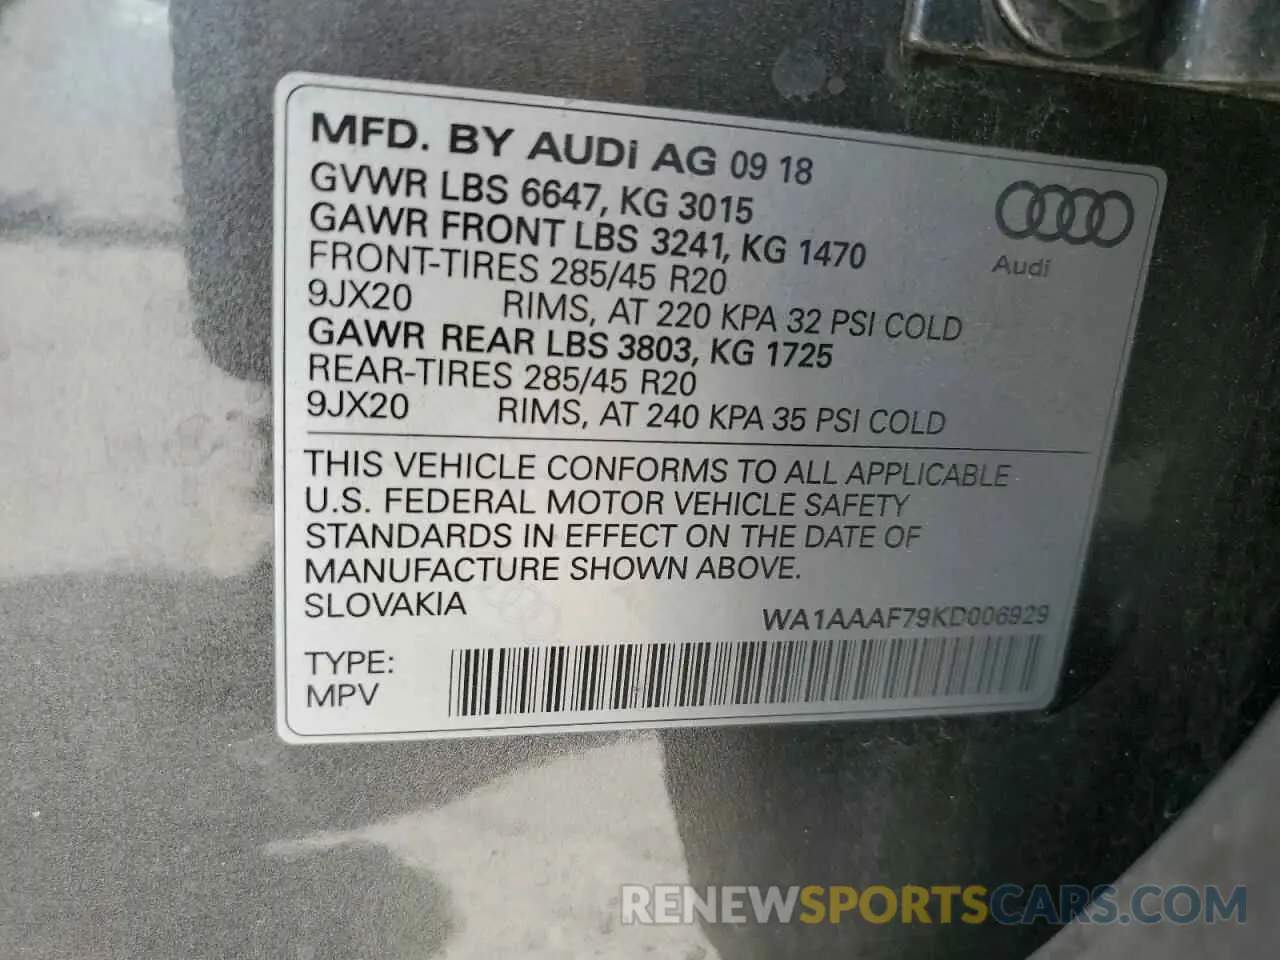 MFD. BY AUDi AG 09 18
GVWR LBS 6647, KG 3015
GAWR FRONT LBS 3241, KG 1470
FRONT-TIRES 285/45 R20
9JX20 RIMS, AT 220 KPA 32 PSI COLD
GAWR REAR LBS 3803, KG 1725
REAR-TIRES 285/45 R20
9JX20 RIMS, AT 240 KPA 35 PSI COLD
Audi
THIS VEHICLE CONFORMS TO ALL APPLICABLE
U.S. FEDERAL MOTOR VEHICLE SAFETY
STANDARDS IN EFFECT ON THE DATE OF
MANUFACTURE SHOWN ABOVE.
SLOVAKIA
WA1AAAF79KD006929
TYPE:
MPV
RENEWSPORTSCARS.COM